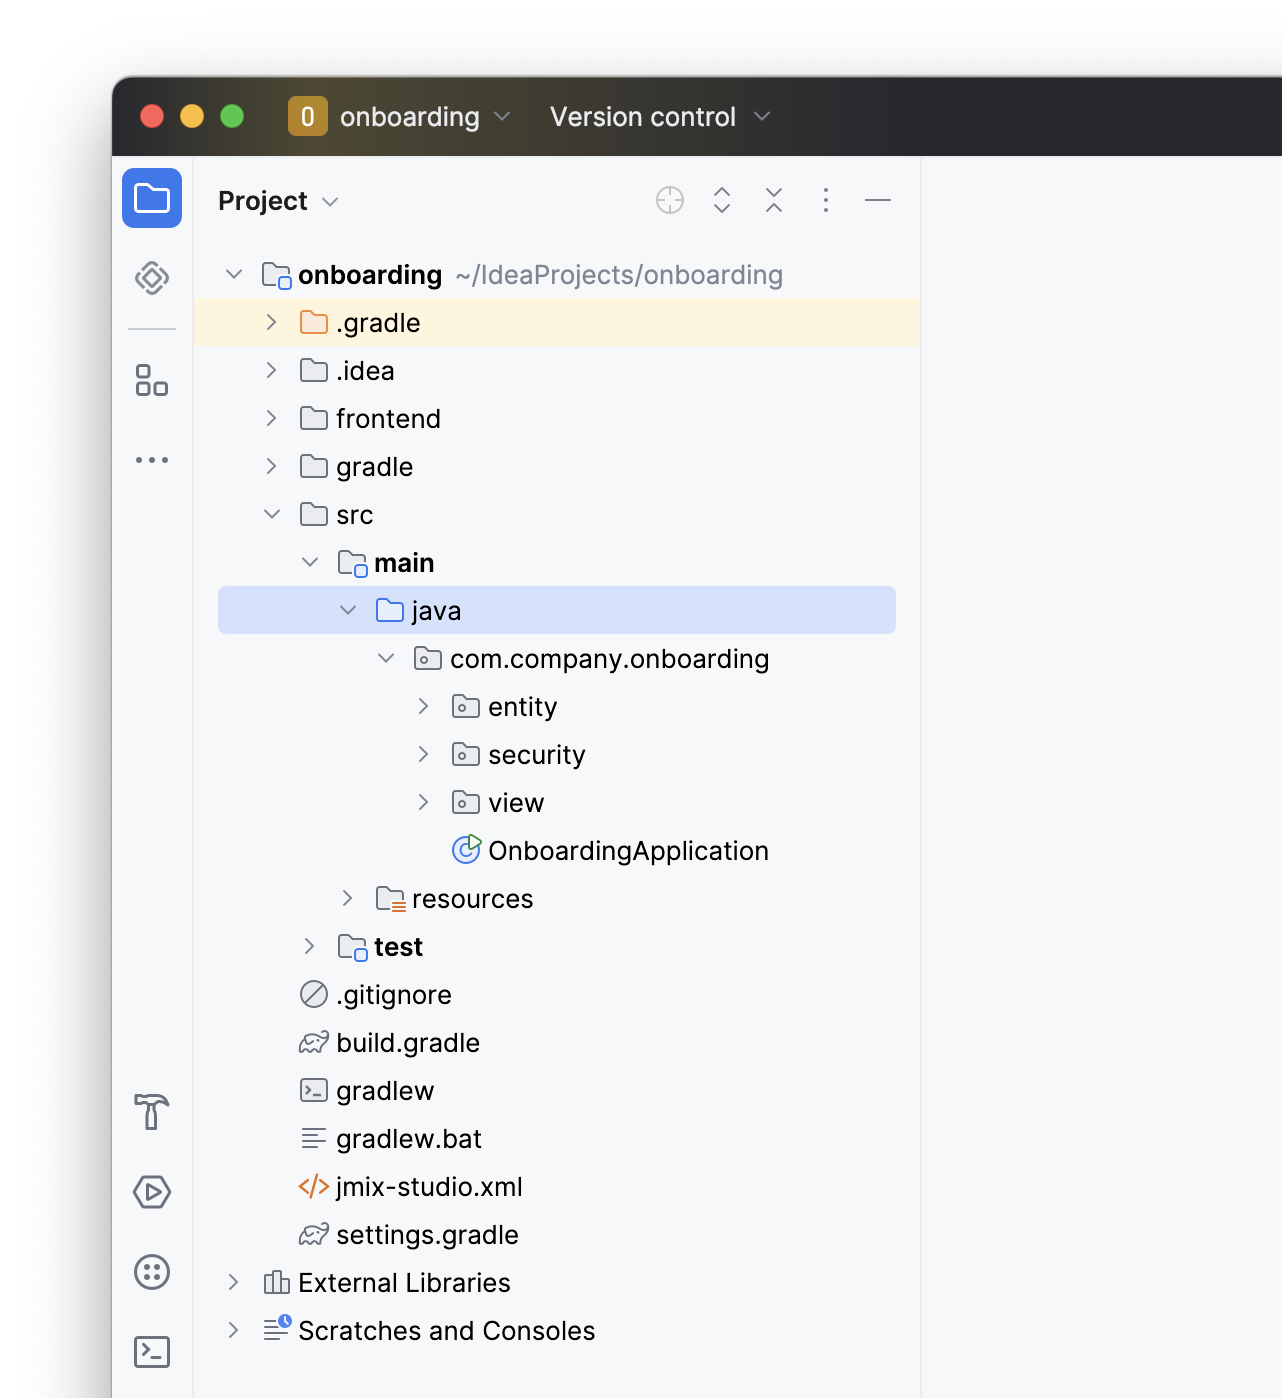 O onboarding Version control
Project
onboarding ~/IdeaProjects/onboarding
.gradle
.idea
frontend
gradle
src
main
java
com.company.onboarding
entity
security
view
OnboardingApplication
resources
test
.gitignore
build.gradle
gradlew
gradlew.bat
jmix-studio.xml
settings.gradle
External Libraries
Scratches and Consoles